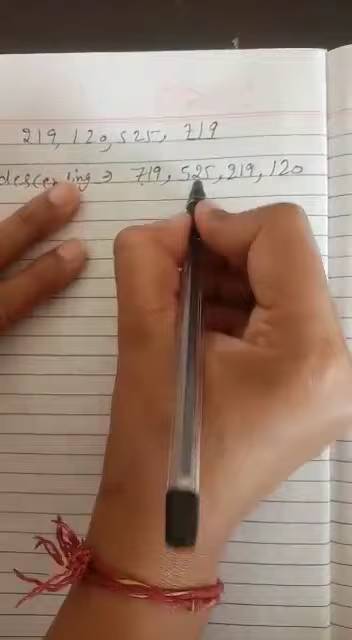 219, 120, 525, 719
descending → 719, 525, 219, 120